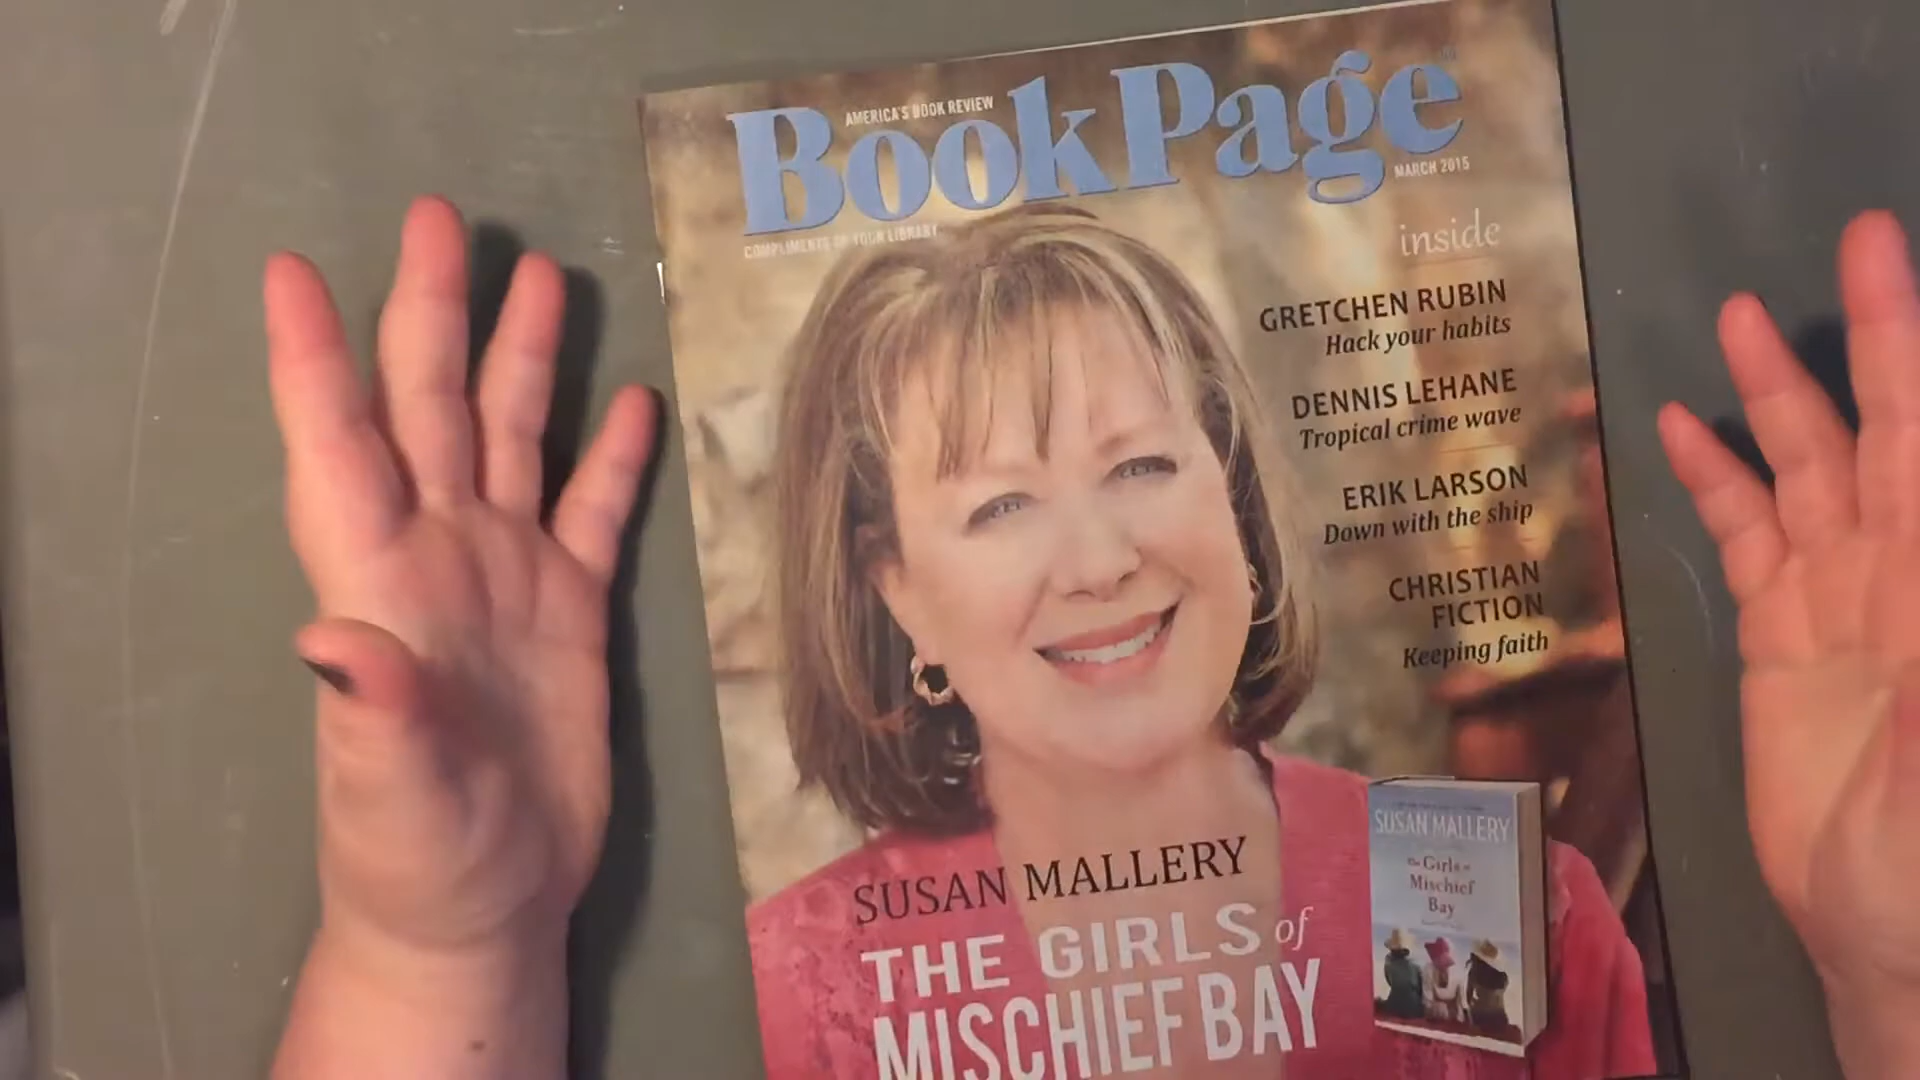 AMERICA'S BOOK REVIEW
BookPage
MARCH 2015
COMPLIMENTS OF YOUR LIBRARY
inside
GRETCHEN RUBIN
Hack your habits
DENNIS LEHANE
Tropical crime wave
ERIK LARSON
Down with the ship
CHRISTIAN
FICTION
Keeping faith
SUSAN MALLERY
THE GIRLS of
MISCHIEF BAY
SUSAN MALLERY
The Girls of
Mischief
Bay